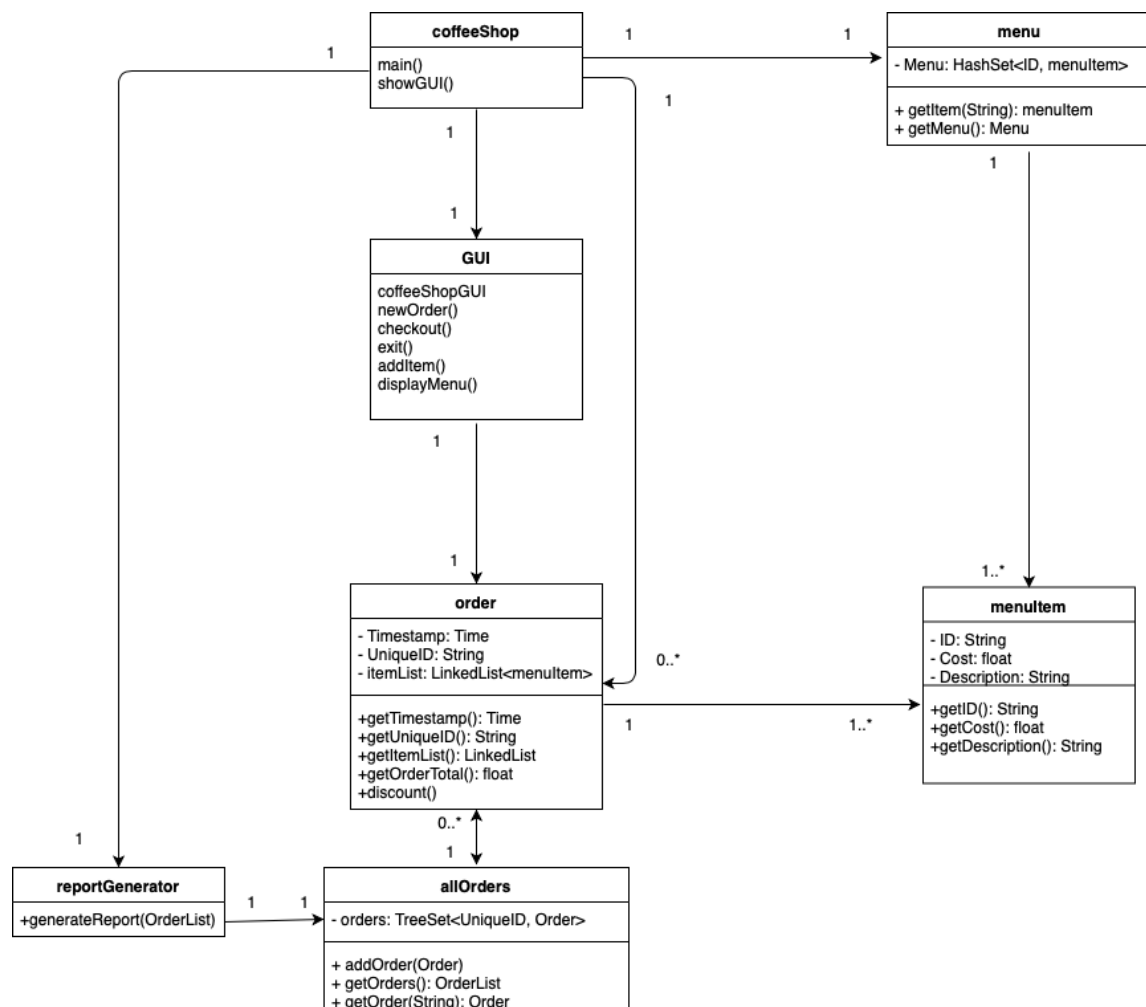 coffeeShop
main()
showGUI()
1
1
1
1
1
menu
- Menu: HashSet<ID, menuItem>
+ getItem(String): menuItem
+ getMenu(): Menu
1
1
GUI
coffeeShopGUI
newOrder()
checkout()
exit()
addItem()
displayMenu()
1
1
order
- Timestamp: Time
- UniqueID: String
- itemList: LinkedList<menuItem>
+getTimestamp(): Time
+getUniqueID(): String
+getItemList(): LinkedList
+getOrderTotal(): float
+discount()
0..*
1
1..*
1..*
menuItem
- ID: String
- Cost: float
- Description: String
+getID(): String
+getCost(): float
+getDescription(): String
0..*
1
1
reportGenerator
+generateReport(OrderList)
1
1
allOrders
- orders: TreeSet<UniqueID, Order>
+ addOrder(Order)
+ getOrders(): OrderList
+ getOrder(String): Order